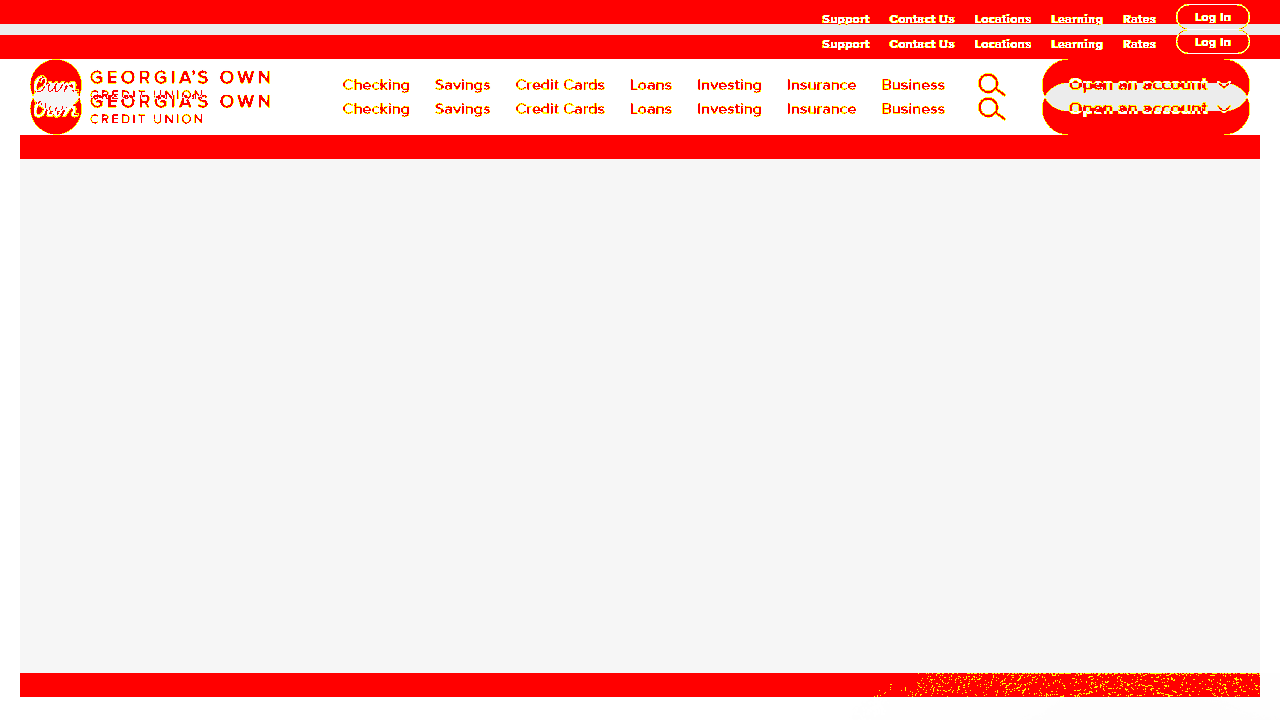 Support Contact Us Locations Learning Rates Log In
Support Contact Us Locations Learning Rates Log In
Own GEORGIA'S OWN
CREDIT UNION
Checking Savings Credit Cards Loans Investing Insurance Business Open an account
Own GEORGIA'S OWN
CREDIT UNION
Checking Savings Credit Cards Loans Investing Insurance Business Open an account